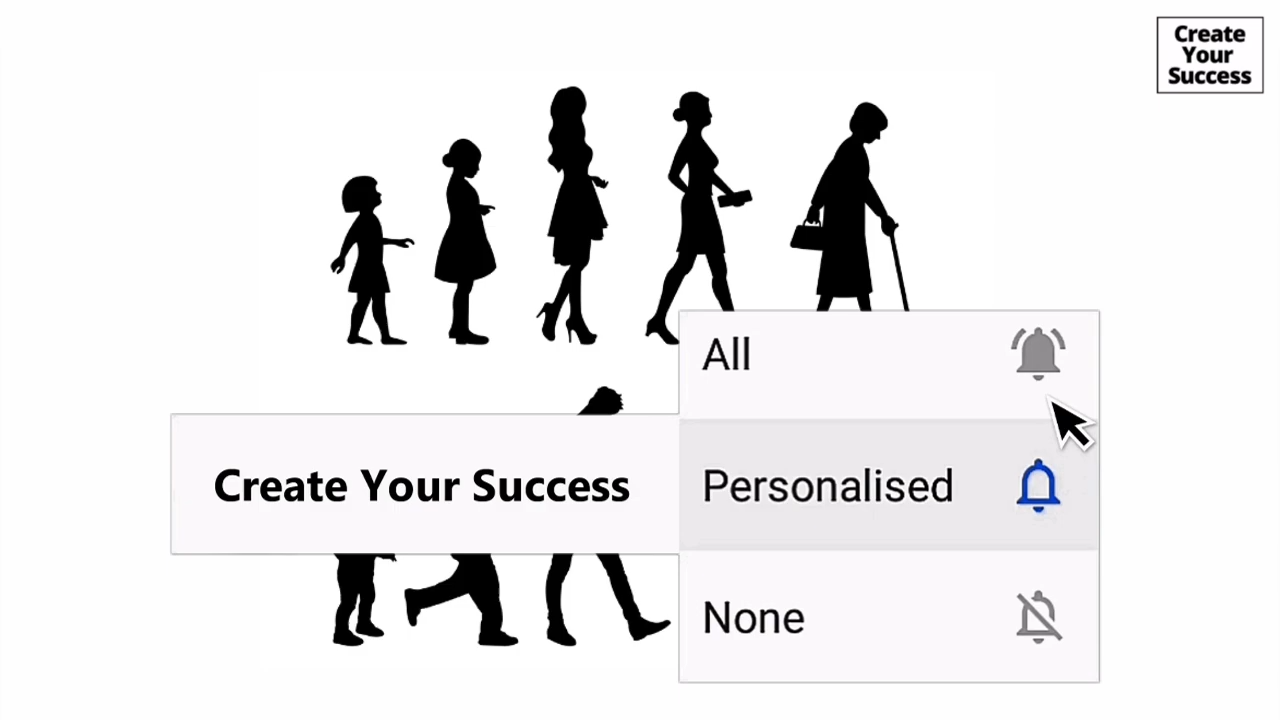 Create
Your
Success
All
Create Your Success
Personalised
None